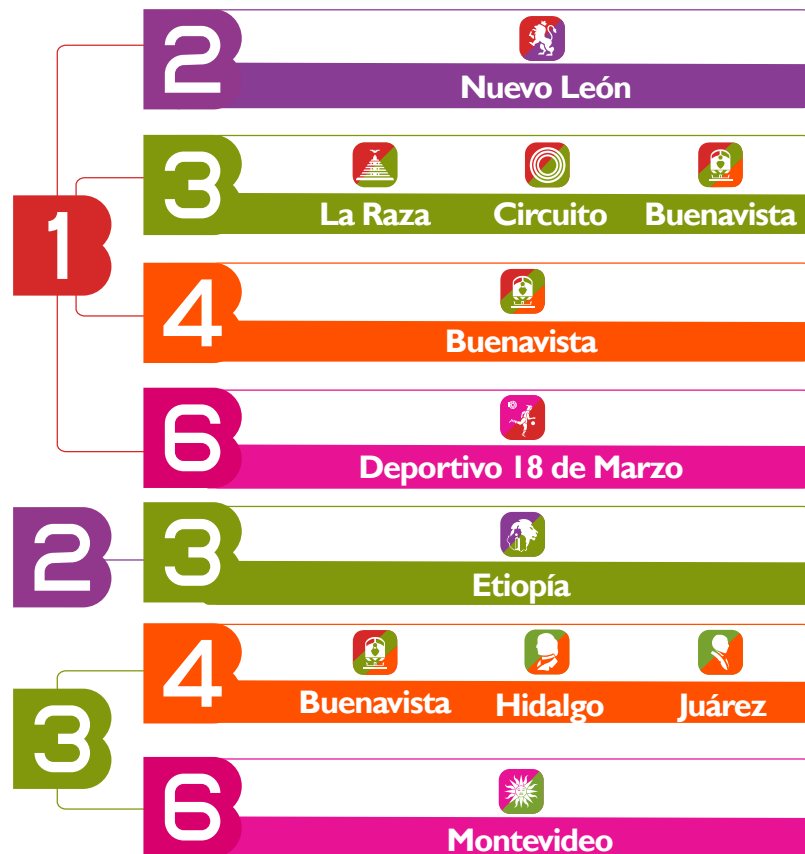 1
2
Nuevo León
3
La Raza Circuito Buenavista
4
Buenavista
6
Deportivo 18 de Marzo
2
3
Etiopía
3
4
Buenavista Hidalgo Juárez
6
Montevideo